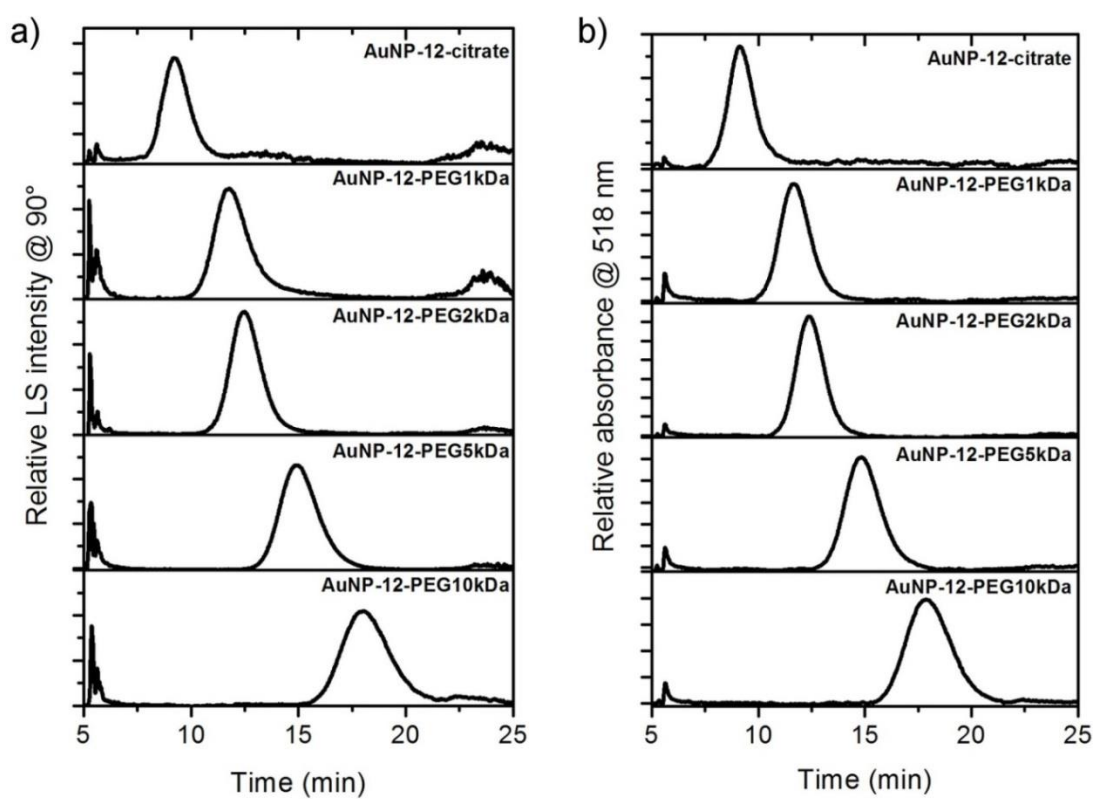 a)
Relative LS intensity @ 90°
AuNP-12-citrate
AuNP-12-PEG1kDa
AuNP-12-PEG2kDa
AuNP-12-PEG5kDa
AuNP-12-PEG10kDa
5 10 15 20 25
Time (min)
b)
Relative absorbance @ 518 nm
AuNP-12-citrate
AuNP-12-PEG1kDa
AuNP-12-PEG2kDa
AuNP-12-PEG5kDa
AuNP-12-PEG10kDa
5 10 15 20 25
Time (min)